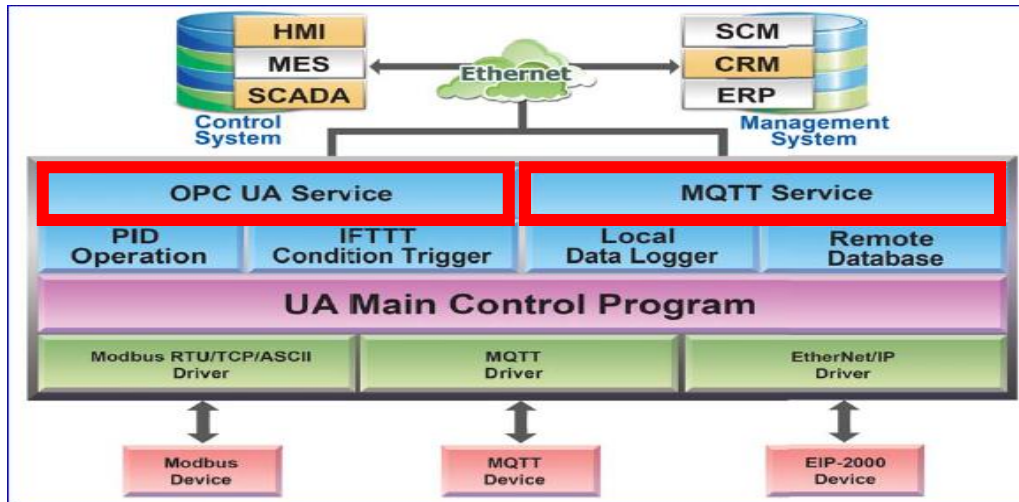 HMI
MES
SCADA
Control
System
Ethernet
SCM
CRM
ERP
Management
System
OPC UA Service
MQTT Service
PID
Operation
IFTTT
Condition Trigger
Local
Data Logger
Remote
Database
UA Main Control Program
Modbus RTU/TCP/ASCII
Driver
MQTT
Driver
EtherNet/IP
Driver
Modbus
Device
MQTT
Device
EIP-2000
Device